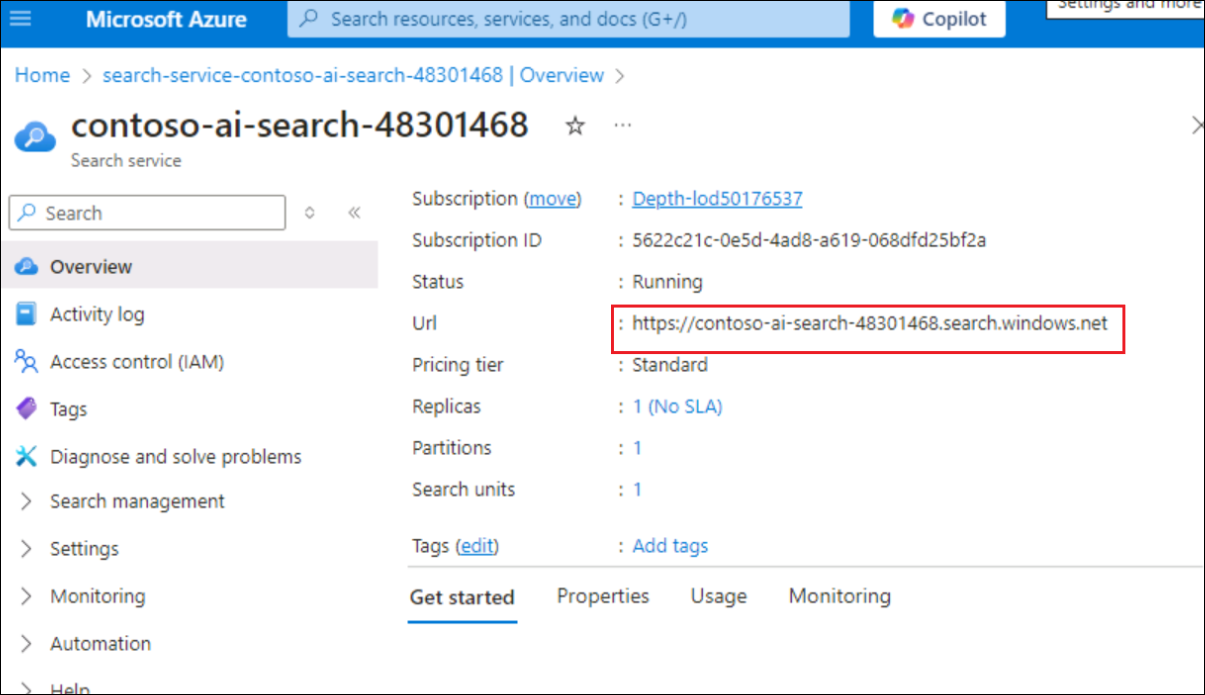 Microsoft Azure
Search resources, services, and docs (G+/)
Copilot
Settings and more
Home > search-service-contoso-ai-search-48301468 | Overview >
contoso-ai-search-48301468
Search service
Search
Overview
Activity log
Access control (IAM)
Tags
Diagnose and solve problems
Search management
Settings
Monitoring
Automation
Help
Subscription (move) : Depth-lod50176537
Subscription ID : 5622c21c-0e5d-4ad8-a619-068dfd25bf2a
Status : Running
Url : https://contoso-ai-search-48301468.search.windows.net
Pricing tier : Standard
Replicas : 1 (No SLA)
Partitions : 1
Search units : 1
Tags (edit) : Add tags
Get started Properties Usage Monitoring